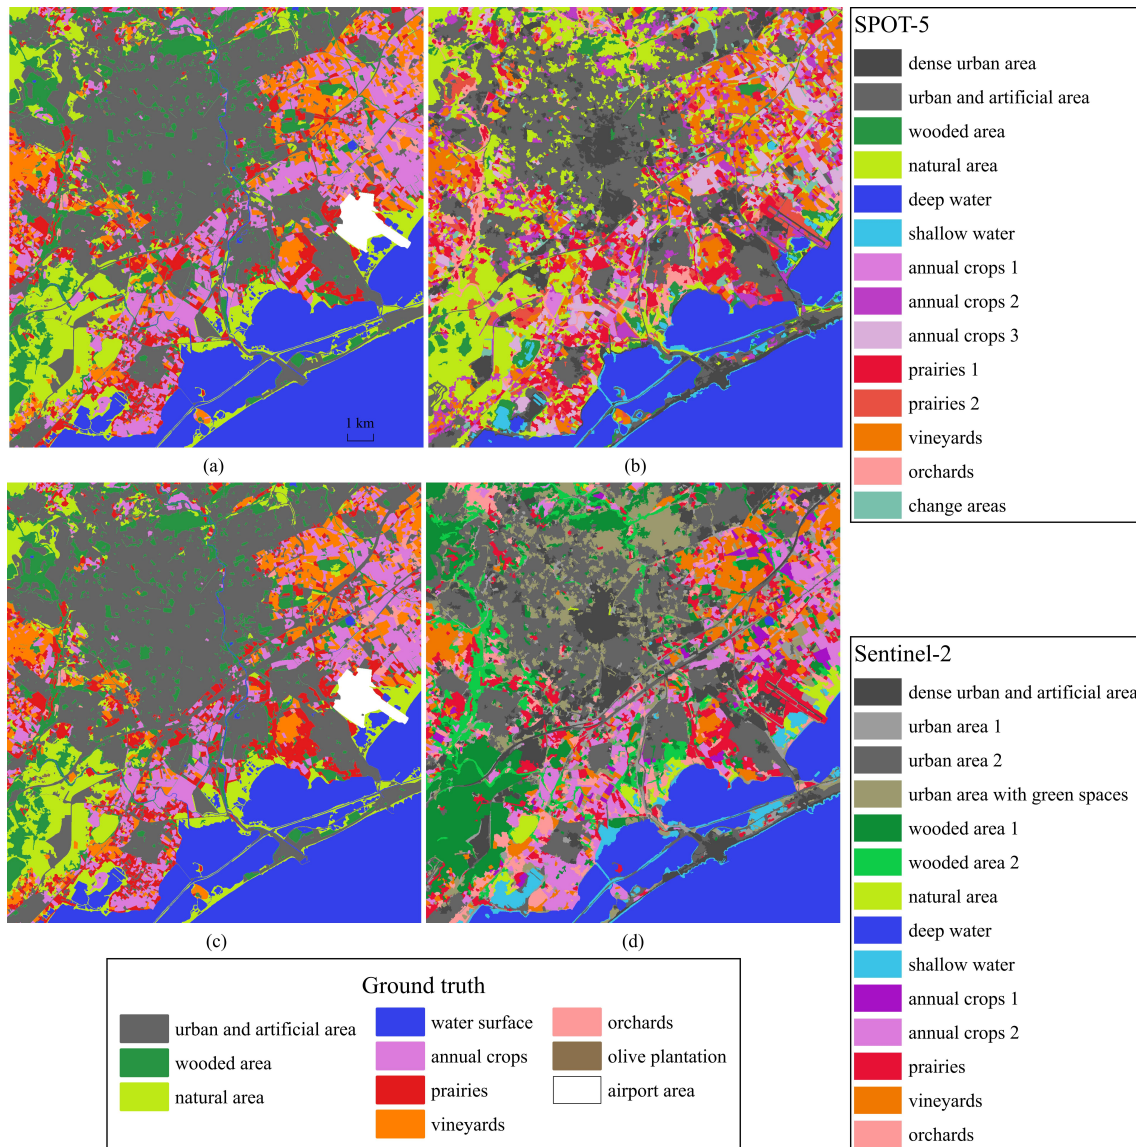 SPOT-5
dense urban area
urban and artificial area
wooded area
natural area
deep water
shallow water
annual crops 1
annual crops 2
annual crops 3
prairies 1
prairies 2
vineyards
orchards
change areas
1 km
(a)
(b)
Sentinel-2
dense urban and artificial area
urban area 1
urban area 2
urban area with green spaces
wooded area 1
wooded area 2
natural area
deep water
shallow water
annual crops 1
annual crops 2
prairies
vineyards
orchards
(c)
(d)
Ground truth
urban and artificial area
wooded area
natural area
water surface
annual crops
prairies
vineyards
orchards
olive plantation
airport area